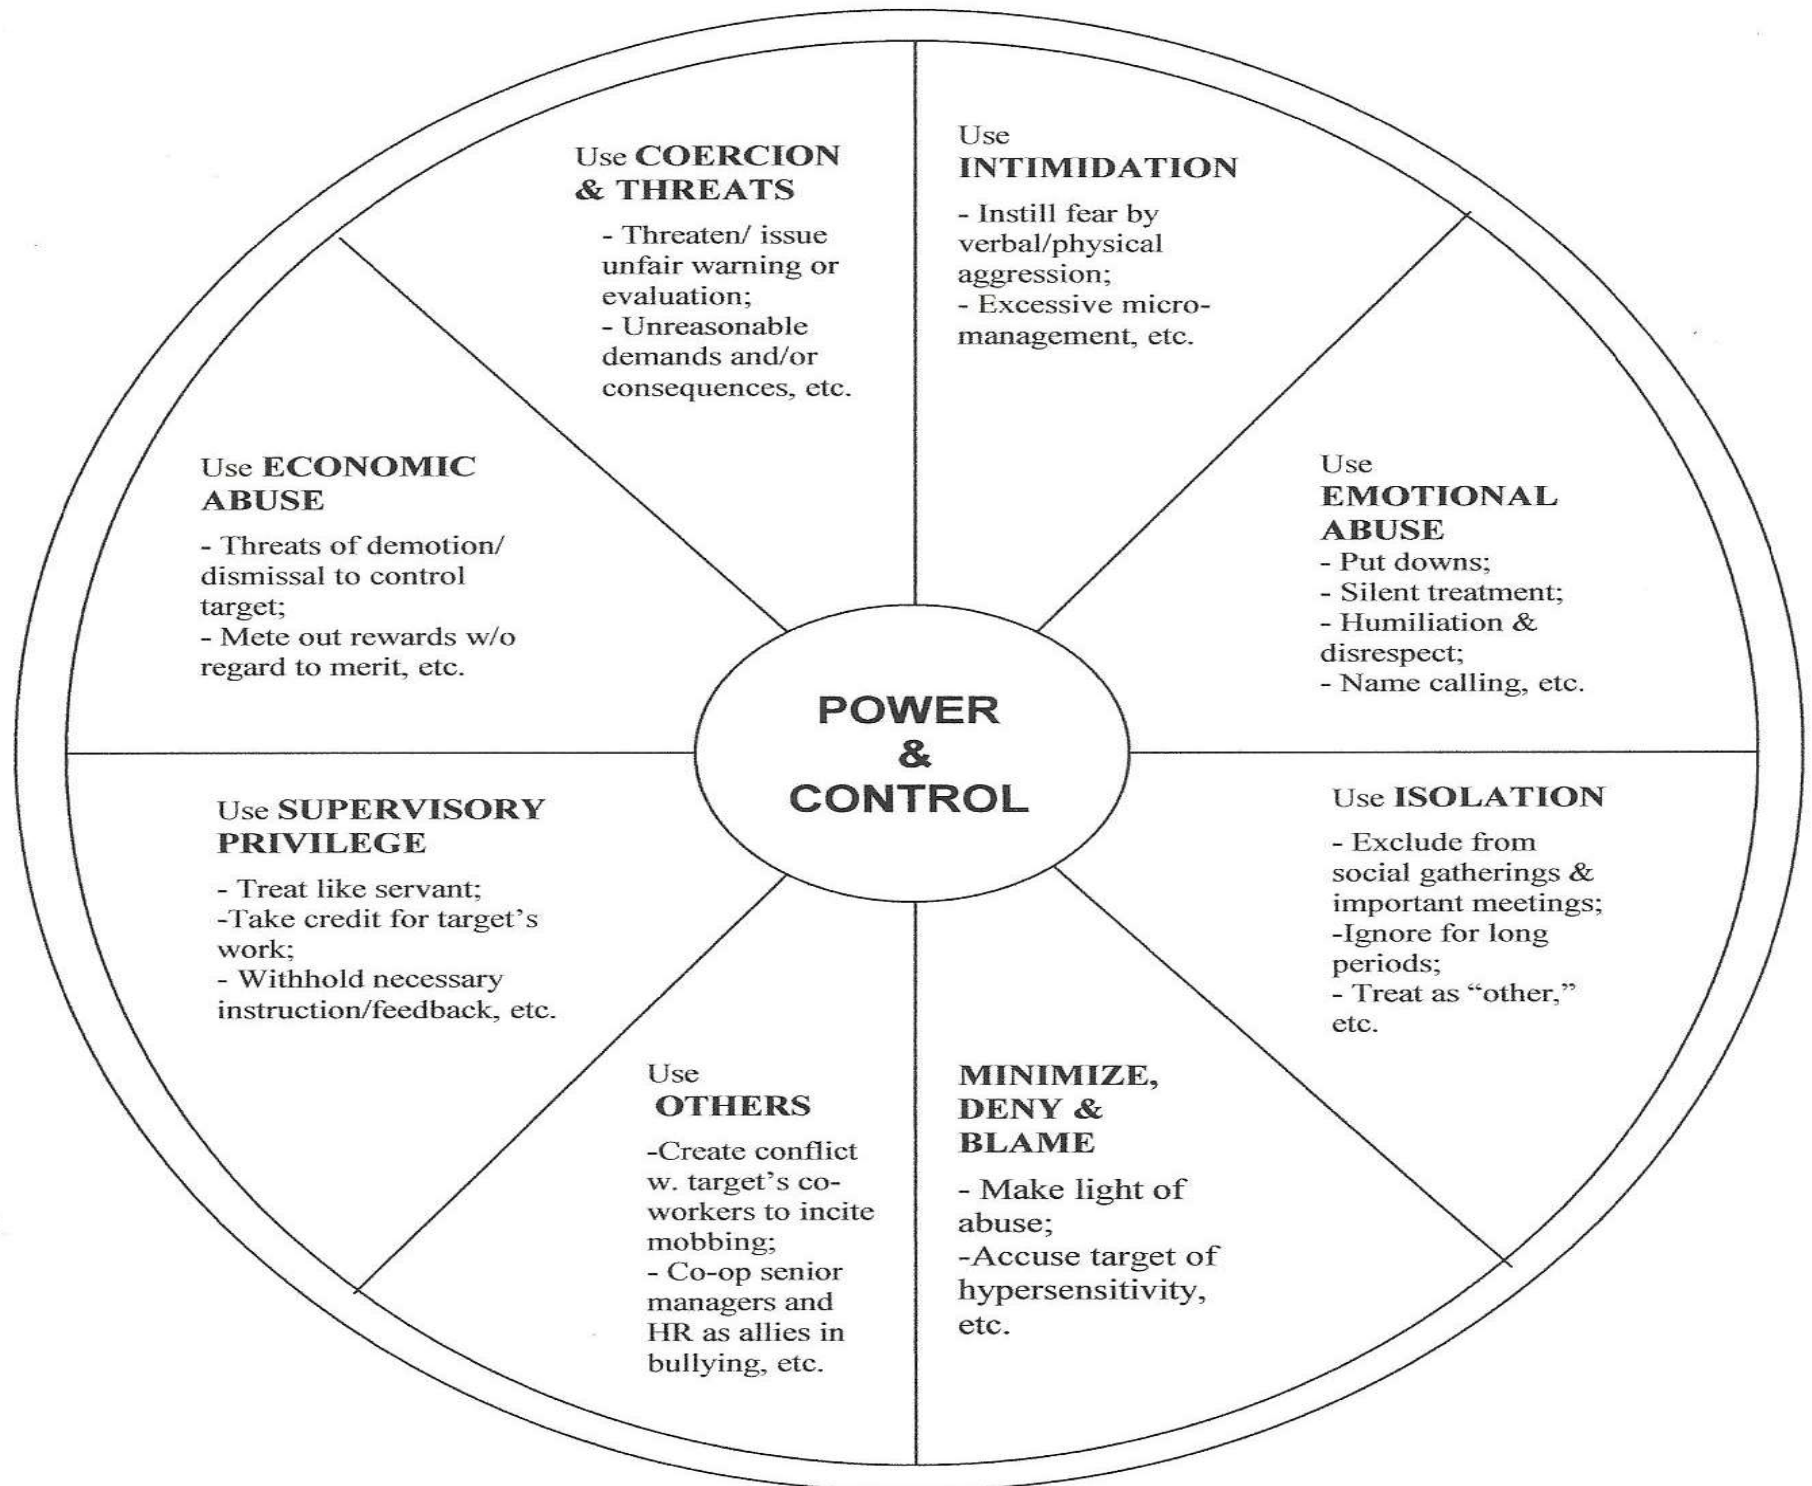 Use COERCION
& THREATS
- Threaten/ issue
unfair warning or
evaluation;
- Unreasonable
demands and/or
consequences, etc.
Use
INTIMIDATION
- Instill fear by
verbal/physical
aggression;
- Excessive micro-
management, etc.
Use
EMOTIONAL
ABUSE
- Put downs;
- Silent treatment;
- Humiliation &
disrespect;
- Name calling, etc.
Use ISOLATION
- Exclude from
social gatherings &
important meetings;
-Ignore for long
periods;
- Treat as “other,”
etc.
MINIMIZE,
DENY &
BLAME
- Make light of
abuse;
-Accuse target of
hypersensitivity,
etc.
Use
OTHERS
-Create conflict
w. target’s co-
workers to incite
mobbing;
- Co-op senior
managers and
HR as allies in
bullying, etc.
Use SUPERVISORY
PRIVILEGE
- Treat like servant;
-Take credit for target’s
work;
- Withhold necessary
instruction/feedback, etc.
Use ECONOMIC
ABUSE
- Threats of demotion/
dismissal to control
target;
- Mete out rewards w/o
regard to merit, etc.
POWER
&
CONTROL